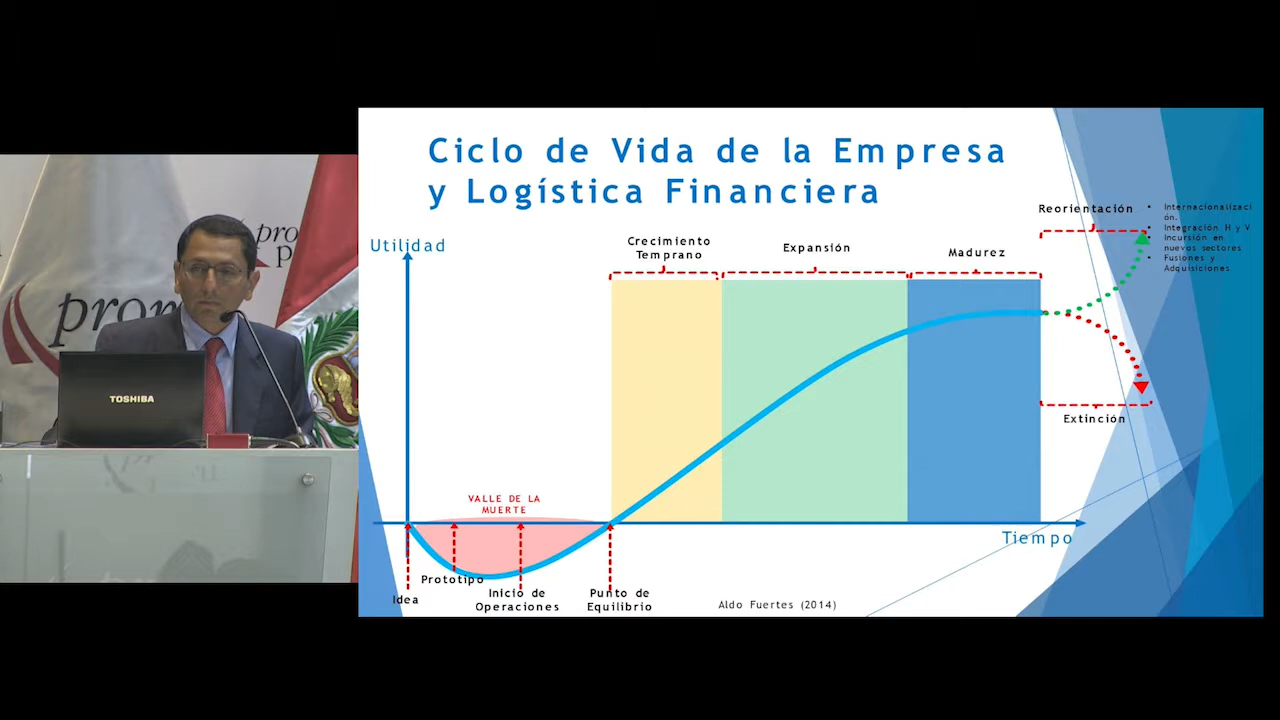 Ciclo de Vida de la Empresa
y Logística Financiera
Utilidad
Crecimiento
Temprano
Expansión
Madurez
Reorientación
▪ Internacionalizaci
ón.
▪ Integración H y V
▪ Incursión en
nuevos sectores
▪ Fusiones y
Adquisiciones
Extinción
VALLE DE LA
MUERTE
Tiempo
Prototipo
Idea
Inicio de
Operaciones
Punto de
Equilibrio
Aldo Fuertes (2014)
TOSHIBA
pro
p
prom